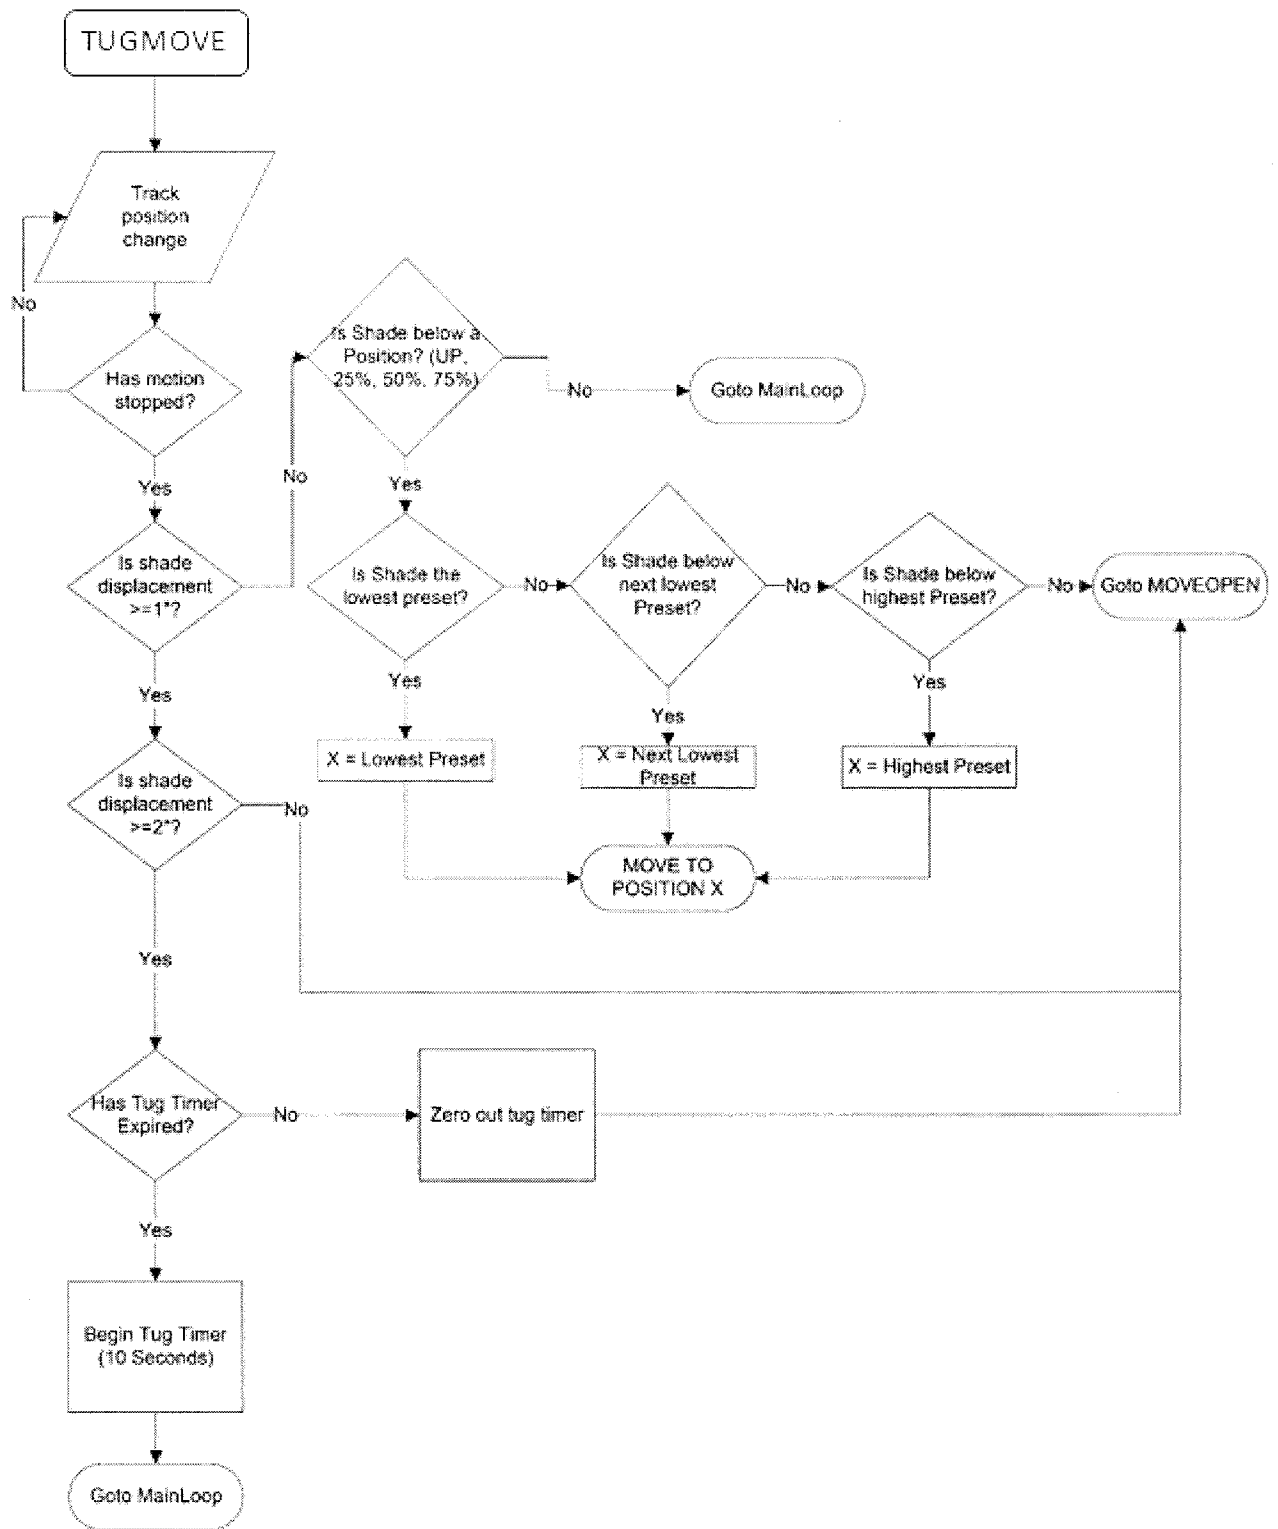 TUGMOVE
Track
position
change
No
Has motion
stopped?
Yes
Is shade
displacement
>=1"?
No
Yes
Is shade
displacement
>=2"?
No
Yes
Has Tug Timer
Expired?
No
Zero out tug timer
Yes
Begin Tug Timer
(10 Seconds)
Goto MainLoop
Is Shade below a
Position? (UP,
25%, 50%, 75%)
No
Goto MainLoop
Yes
Is Shade the
lowest preset?
No
Is Shade below
next lowest
Preset?
No
Is Shade below
highest Preset?
No
Goto MOVEOPEN
Yes
X = Lowest Preset
Yes
X = Next Lowest
Preset
Yes
X = Highest Preset
MOVE TO
POSITION X